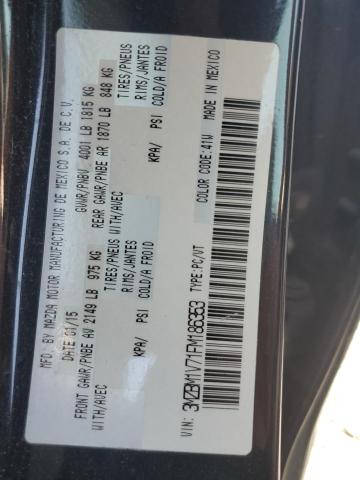 MFD. BY MAZDA MOTOR MANUFACTURING DE MEXICO S.A. DE C.V.
DATE: 01/15 GVWR/PNBV 4001 LB 1815 KG
FRONT GAWR/PNBE AV 2149 LB 975 KG REAR GAWR/PNBE AR 1870 LB 848 KG
WITH/AVEC TIRES/PNEUS WITH/AVEC TIRES/PNEUS
RIMS/JANTES RIMS/JANTES
KPA/ PSI COLD/A FROID KPA/ PSI COLD/A FROID
COLOR CODE:41W MADE IN MEXICO
TYPE:PC/VT
VIN: 3MZBM1V71FM186353